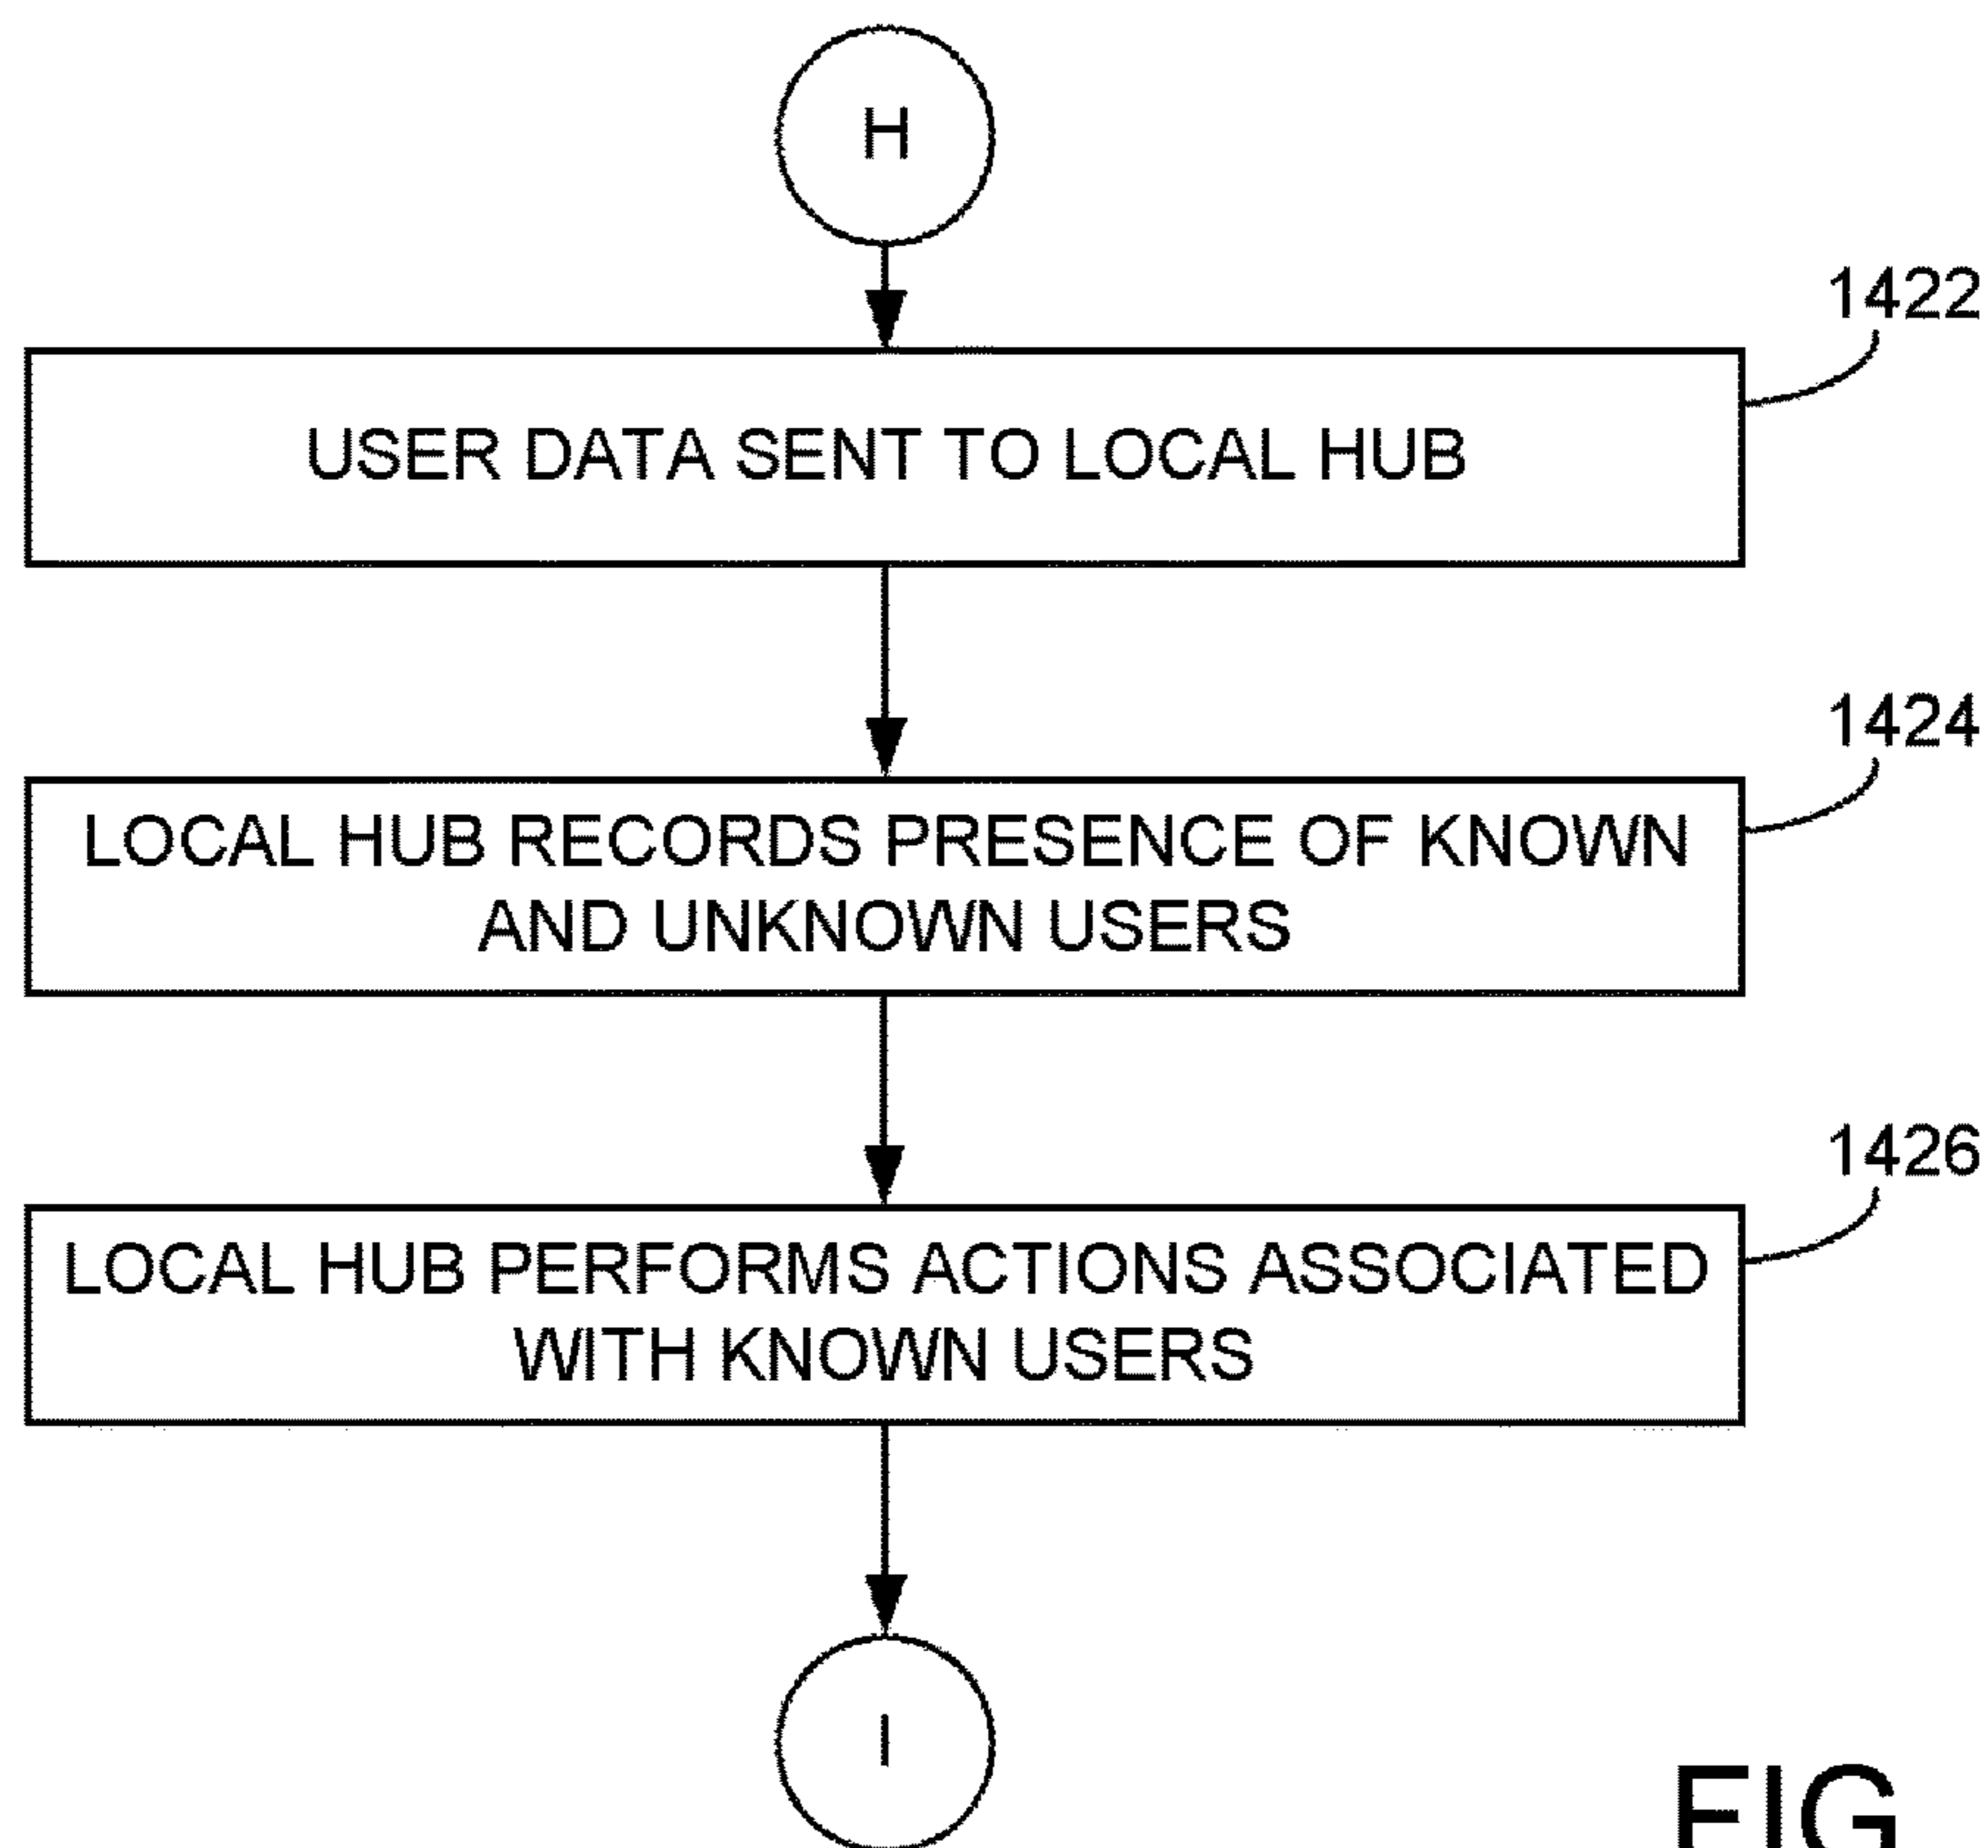 H
1422
USER DATA SENT TO LOCAL HUB
1424
LOCAL HUB RECORDS PRESENCE OF KNOWN
AND UNKNOWN USERS
1426
LOCAL HUB PERFORMS ACTIONS ASSOCIATED
WITH KNOWN USERS
I
FIG